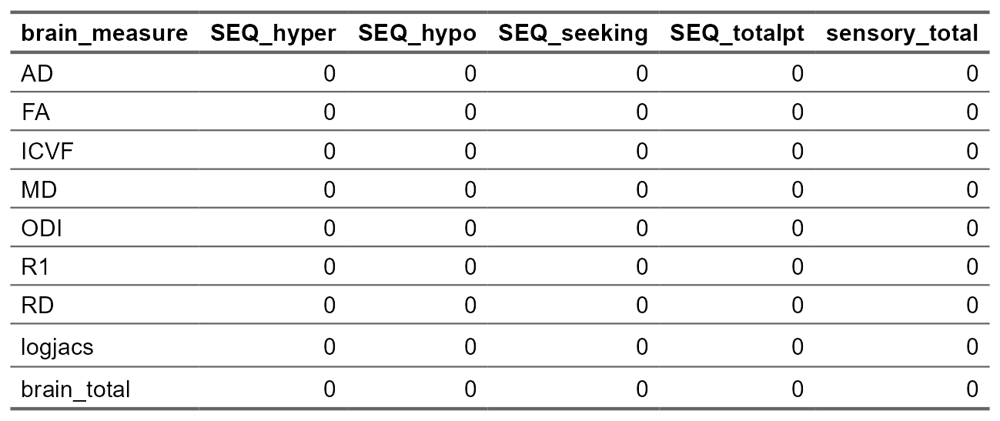 brain_measure SEQ_hyper SEQ_hypo SEQ_seeking SEQ_totalpt sensory_total
AD 0 0 0 0 0
FA 0 0 0 0 0
ICVF 0 0 0 0 0
MD 0 0 0 0 0
ODI 0 0 0 0 0
R1 0 0 0 0 0
RD 0 0 0 0 0
logjacs 0 0 0 0 0
brain_total 0 0 0 0 0